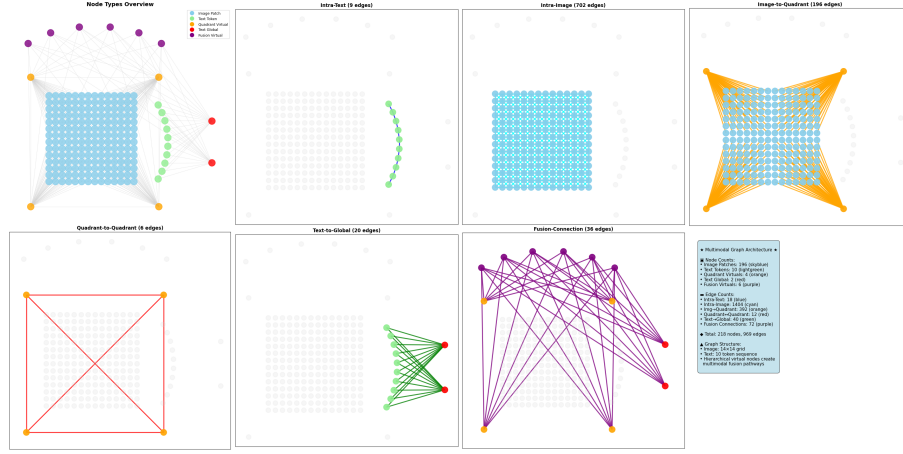 Node Types Overview
Image Patch
Text Token
Quadrant Virtual
Text Global
Fusion Virtual
Intra-Text (9 edges)
Intra-Image (702 edges)
Image-to-Quadrant (196 edges)
Quadrant-to-Quadrant (6 edges)
Text-to-Global (20 edges)
Fusion-Connection (36 edges)
★ Multimodal Graph Architecture ★
▣ Node Counts:
• Image Patches: 196 (skyblue)
• Text Tokens: 10 (lightgreen)
• Quadrant Virtuals: 4 (orange)
• Text Global: 2 (red)
• Fusion Virtuals: 6 (purple)
➡ Edge Counts:
• Intra-Text: 18 (blue)
• Intra-Image: 1404 (cyan)
• Img→Quadrant: 392 (orange)
• Quadrant↔Quadrant: 12 (red)
• Text→Global: 40 (green)
• Fusion Connections: 72 (purple)
◆ Total: 218 nodes, 969 edges
▲ Graph Structure:
• Image: 14×14 grid
• Text: 10 token sequence
• Hierarchical virtual nodes create
multimodal fusion pathways